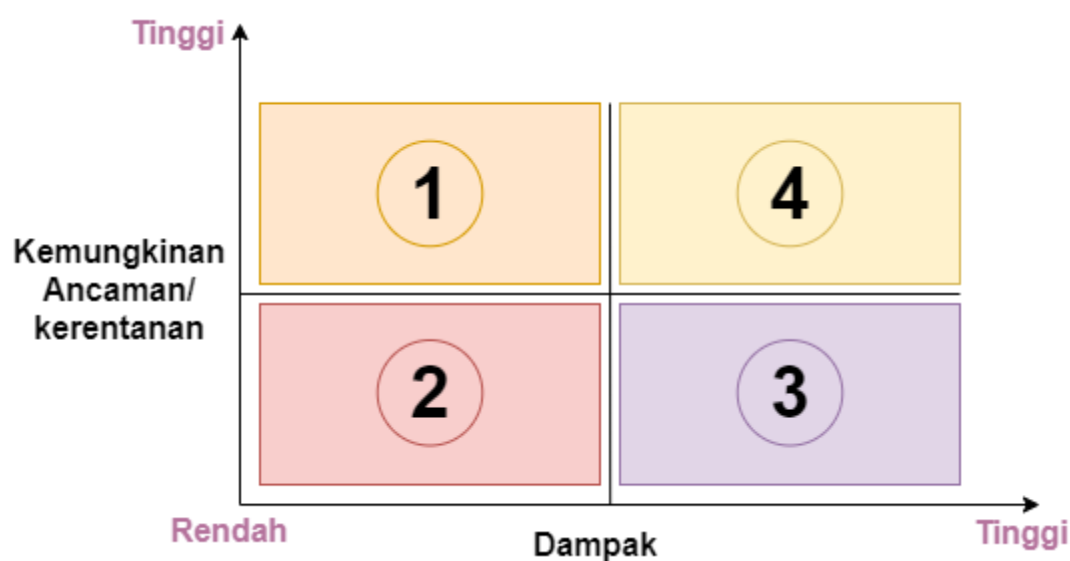 Tinggi
1
4
Kemungkinan
Ancaman/
kerentanan
2
3
Rendah
Dampak
Tinggi